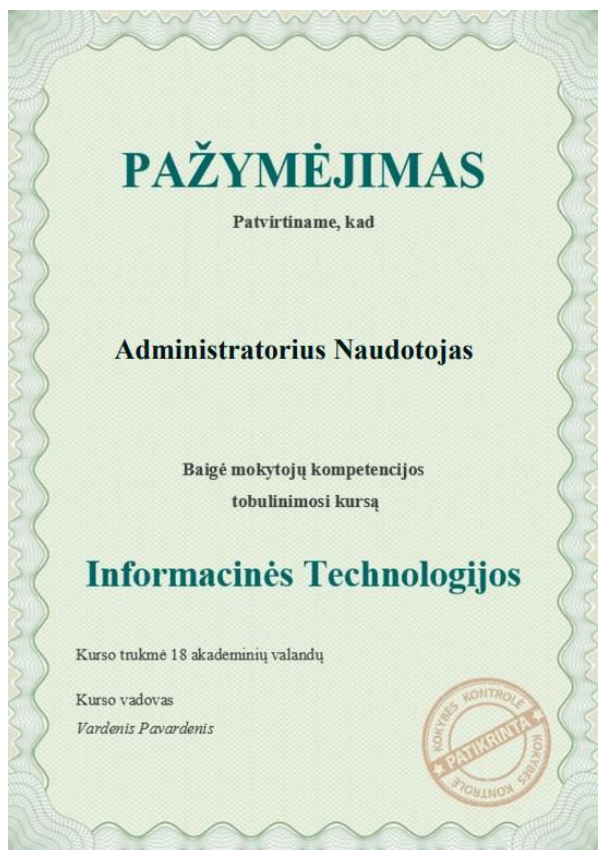 PAŽYMĖJIMAS
Patvirtiname, kad
Administratorius Naudotojas
Baigė mokytojų kompetencijos
tobulinimosi kursą
Informacinės Technologijos
Kurso trukmė 18 akademinių valandų
Kurso vadovas
Vardenis Pavardenis
KOKYBĖS KONTROLĖ
PATIKRINTA
KOKYBĖS KONTROLĖ